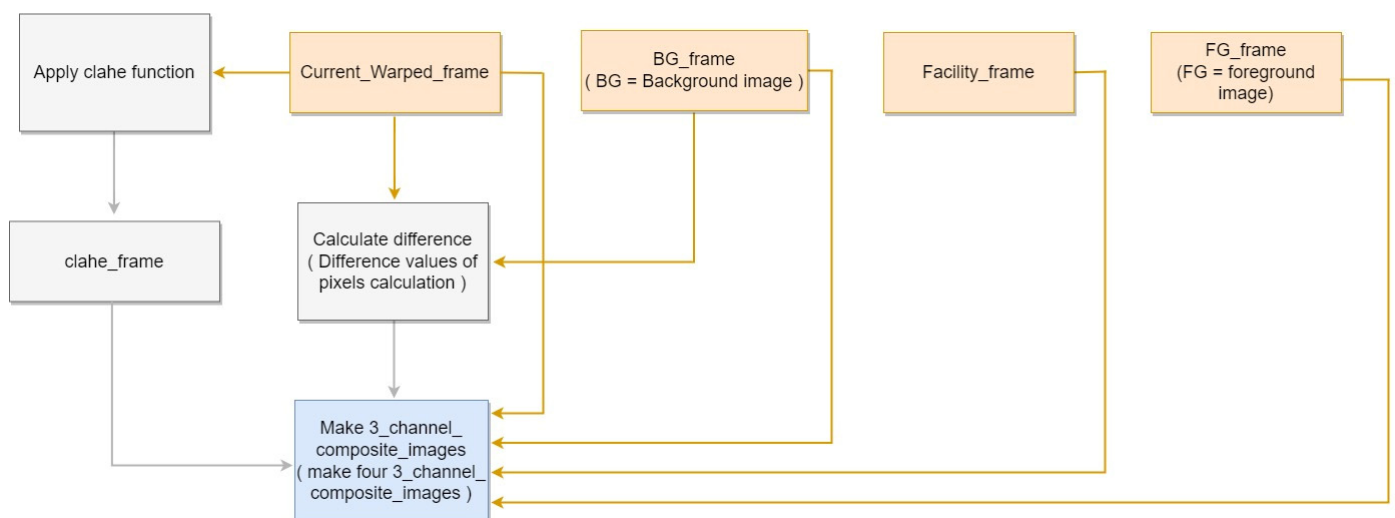 Apply clahe function
Current_Warped_frame
BG_frame
( BG = Background image )
Facility_frame
FG_frame
(FG = foreground
image)
clahe_frame
Calculate difference
( Difference values of
pixels calculation )
Make 3_channel_
composite_images
( make four 3_channel_
composite_images )